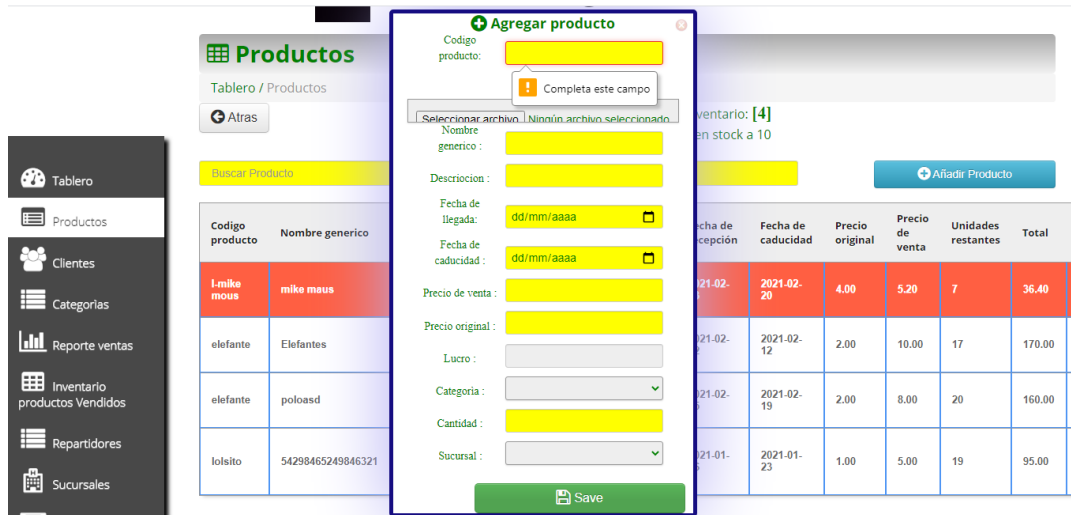 Tablero
Productos
Clientes
Categorìas
Reporte ventas
Inventario
productos Vendidos
Repartidores
Sucursales
Productos
Tablero / Productos
Atras
[4]
en stock a 10
Buscar Producto
Añadir Producto
Codigo
producto
Nombre generico
Fecha de
caducidad
Precio
original
Precio
de
venta
Unidades
restantes
Total
l-mike
mous
mike maus
2021-02-
20
4.00
5.20
7
36.40
elefante
Elefantes
2021-02-
12
2.00
10.00
17
170.00
elefante
poloasd
2021-02-
19
2.00
8.00
20
160.00
lolsito
54298465249846321
2021-01-
23
1.00
5.00
19
95.00
Agregar producto
Codigo
producto:
Completa este campo
Seleccionar archivo Ningún archivo seleccionado
Nombre
generico :
Descriocion :
Fecha de
llegada:
dd/mm/aaaa
Fecha de
caducidad :
dd/mm/aaaa
Precio de venta :
Precio original :
Lucro :
Categoria :
Cantidad :
Sucursal :
Save